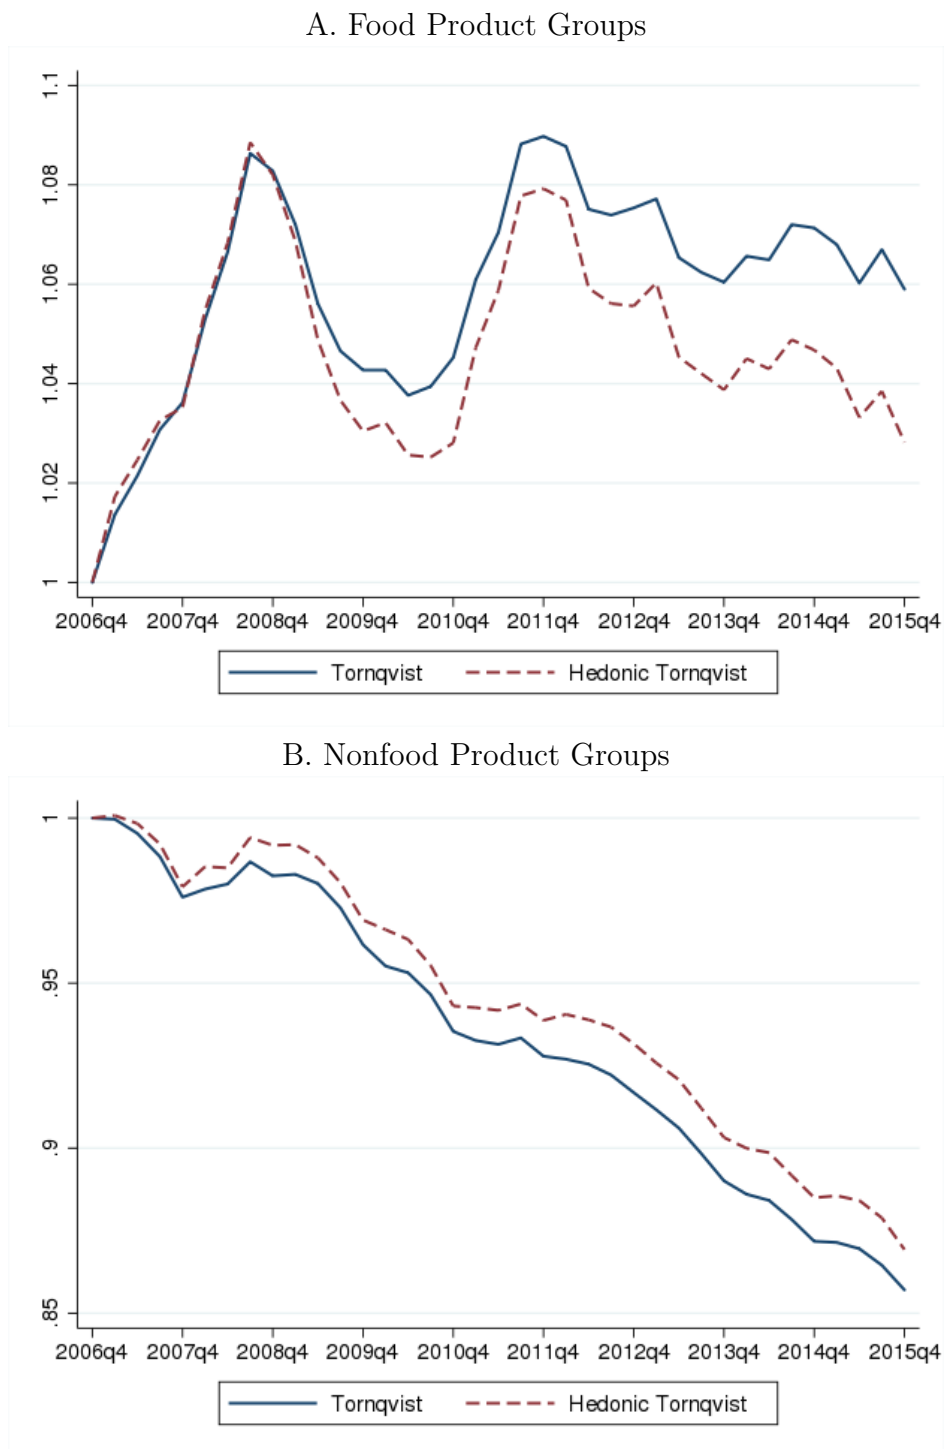 A. Food Product Groups
1.1
1.08
1.06
1.04
1.02
1
2006q4 2007q4 2008q4 2009q4 2010q4 2011q4 2012q4 2013q4 2014q4 2015q4
Tornqvist Hedonic Tornqvist
B. Nonfood Product Groups
1
.95
.9
.85
2006q4 2007q4 2008q4 2009q4 2010q4 2011q4 2012q4 2013q4 2014q4 2015q4
Tornqvist Hedonic Tornqvist